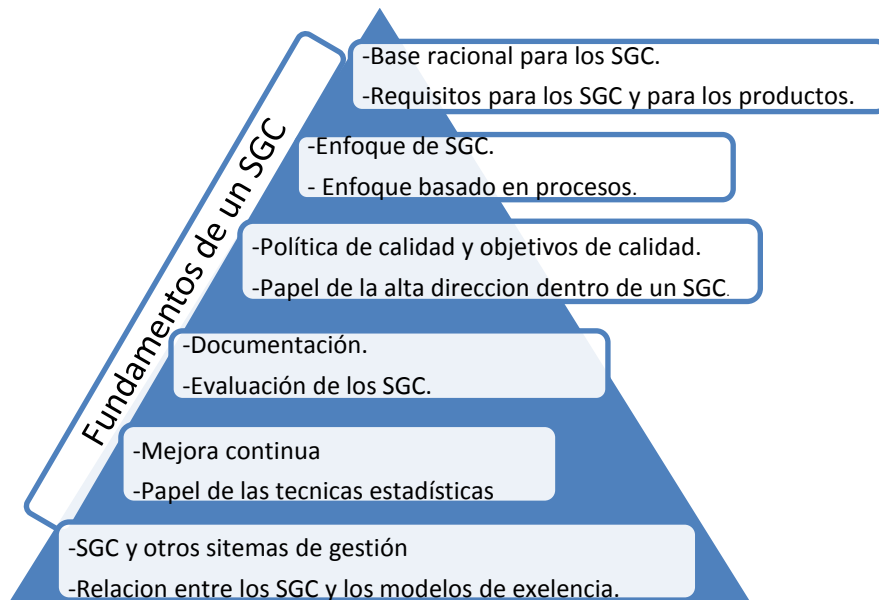 Fundamentos de un SGC
-Base racional para los SGC.
-Requisitos para los SGC y para los productos.
-Enfoque de SGC.
- Enfoque basado en procesos.
-Política de calidad y objetivos de calidad.
-Papel de la alta direccion dentro de un SGC.
-Documentación.
-Evaluación de los SGC.
-Mejora continua
-Papel de las tecnicas estadísticas
-SGC y otros sitemas de gestión
-Relacion entre los SGC y los modelos de exelencia.